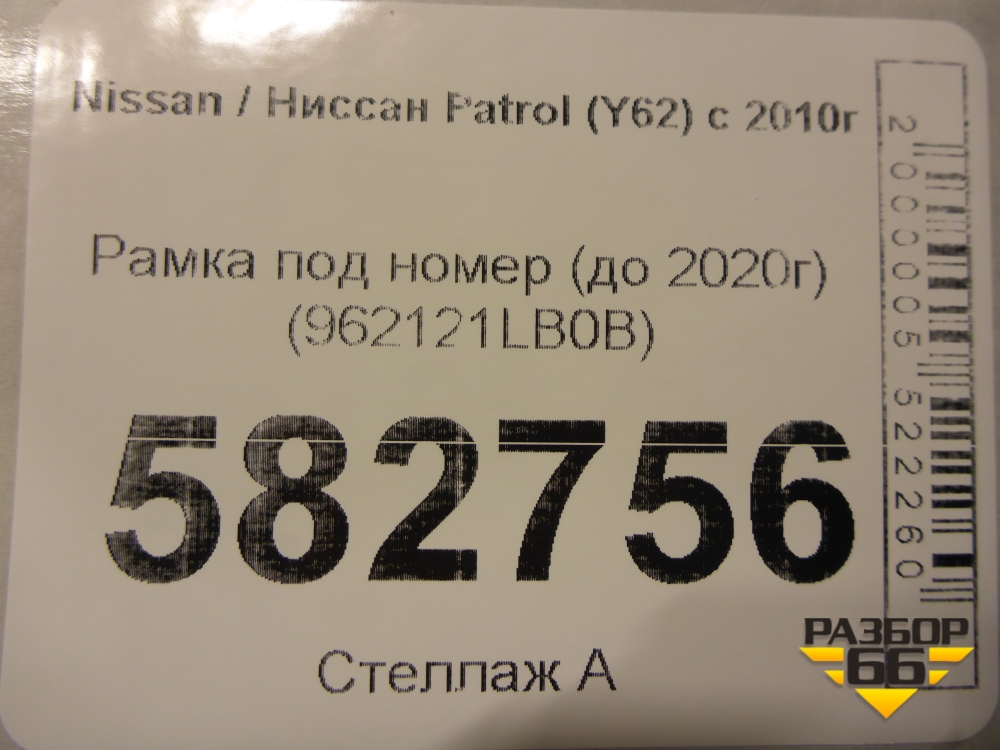 Nissan / Ниссан Patrol (Y62) с 2010г
Рамка под номер (до 2020г)
(962121LB0B)
582756
Стеллаж А
2000005522260
РАЗБОР
66